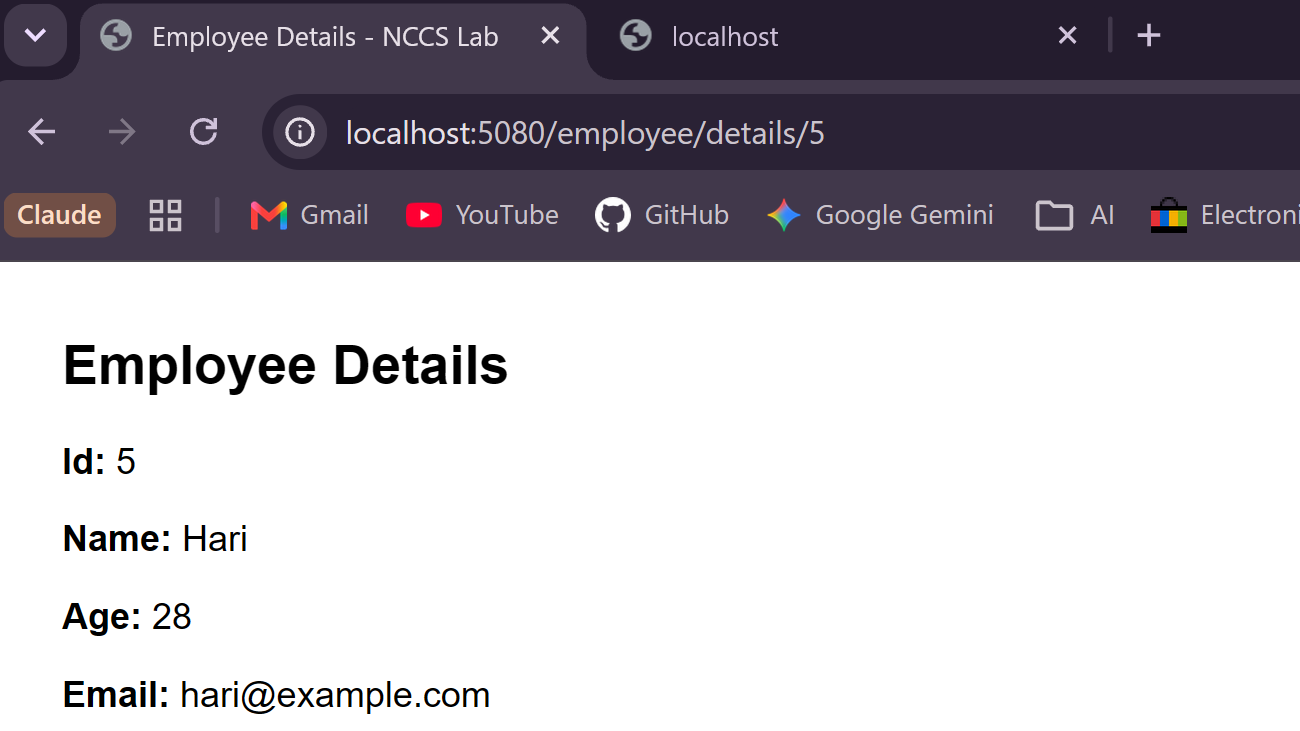 Employee Details - NCCS Lab
localhost
localhost:5080/employee/details/5
Claude
Gmail
YouTube
GitHub
Google Gemini
AI
Electroni
Employee Details
Id: 5
Name: Hari
Age: 28
Email: hari@example.com